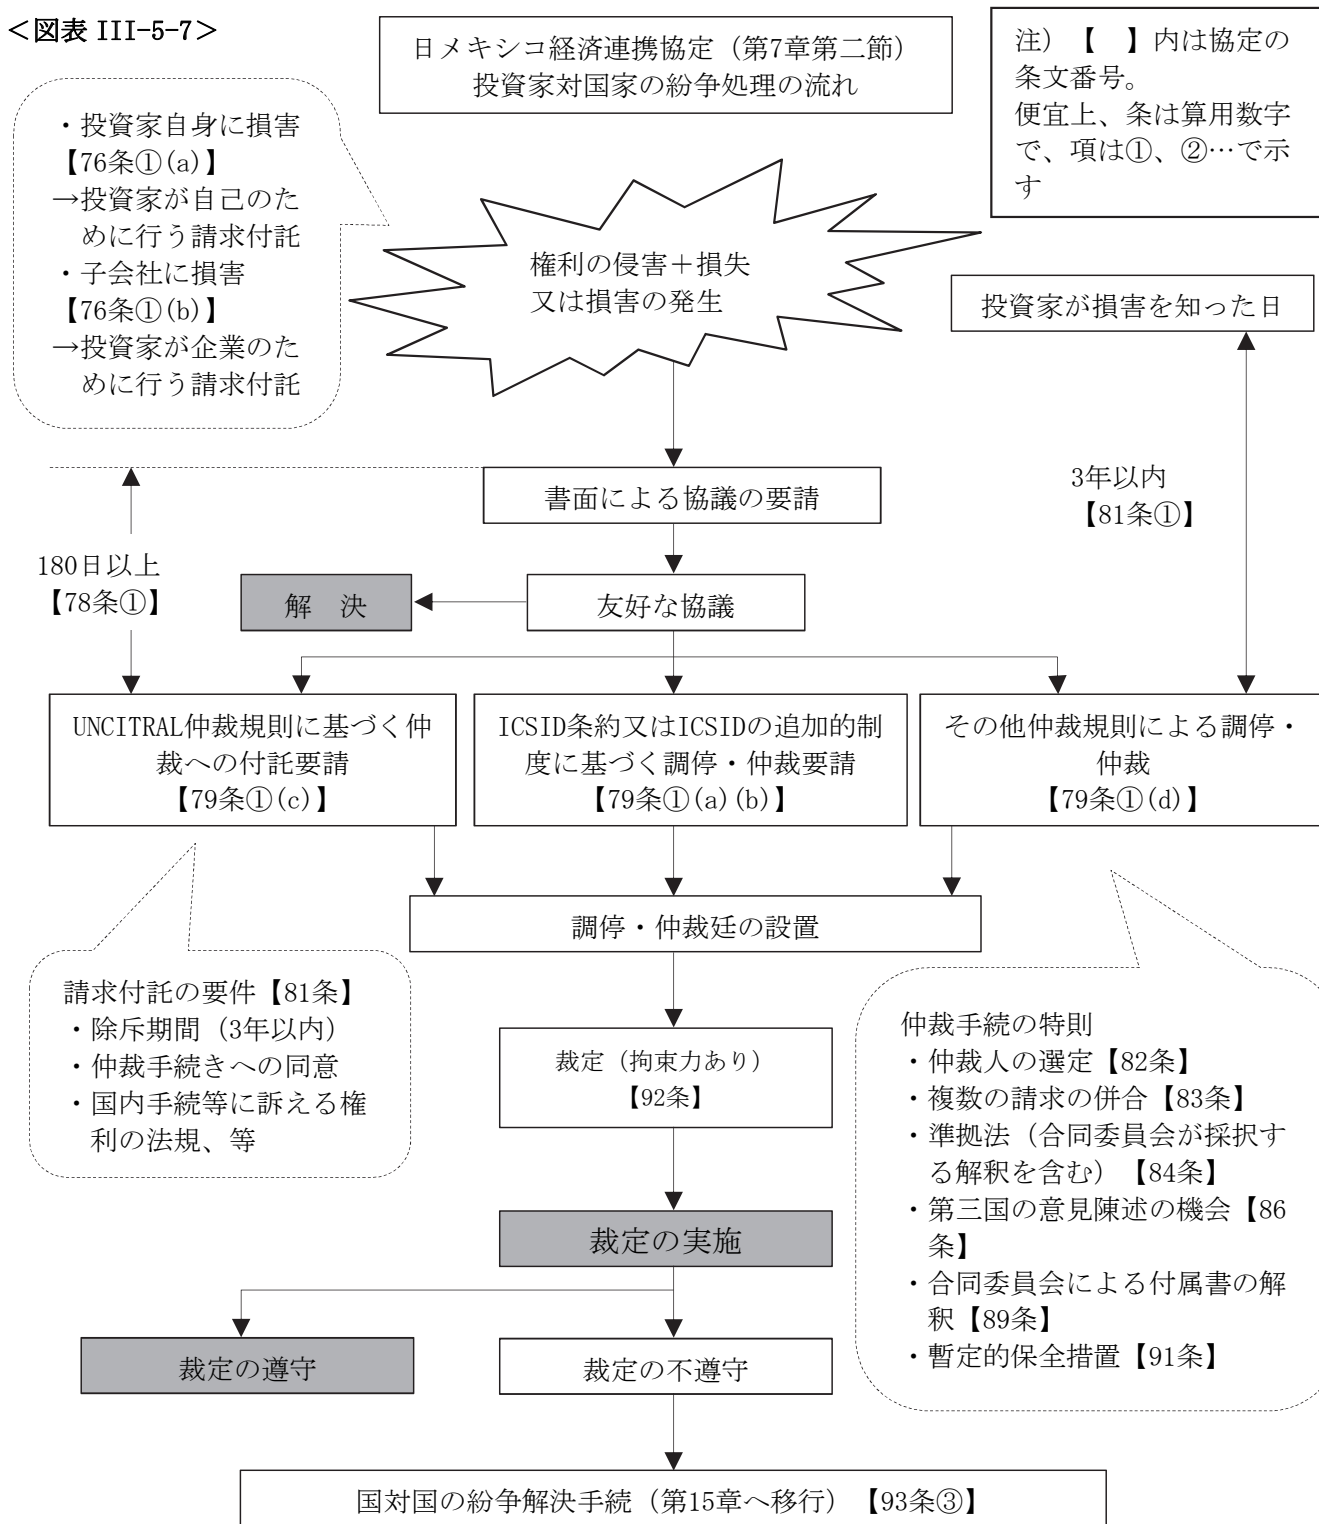 ＜図表 III-5-7＞
日メキシコ経済連携協定（第7章第二節）
投資家対国家の紛争処理の流れ
注）【　】内は協定の
条文番号。
便宜上、条は算用数字
で、項は①、②…で示
す
・投資家自身に損害
【76条①(a)】
→投資家が自己のた
めに行う請求付託
・子会社に損害
【76条①(b)】
→投資家が企業のた
めに行う請求付託
権利の侵害＋損失
又は損害の発生
投資家が損害を知った日
書面による協議の要請
3年以内
【81条①】
180日以上
【78条①】
解　決
友好な協議
UNCITRAL仲裁規則に基づく仲
裁への付託要請
【79条①(c)】
ICSID条約又はICSIDの追加的制
度に基づく調停・仲裁要請
【79条①(a)(b)】
その他仲裁規則による調停・
仲裁
【79条①(d)】
調停・仲裁廷の設置
請求付託の要件【81条】
・除斥期間（3年以内）
・仲裁手続きへの同意
・国内手続等に訴える権
利の法規、等
裁定（拘束力あり）
【92条】
仲裁手続の特則
・仲裁人の選定【82条】
・複数の請求の併合【83条】
・準拠法（合同委員会が採択す
る解釈を含む）【84条】
・第三国の意見陳述の機会【86
条】
・合同委員会による付属書の解
釈【89条】
・暫定的保全措置【91条】
裁定の実施
裁定の遵守
裁定の不遵守
国対国の紛争解決手続（第15章へ移行）【93条③】